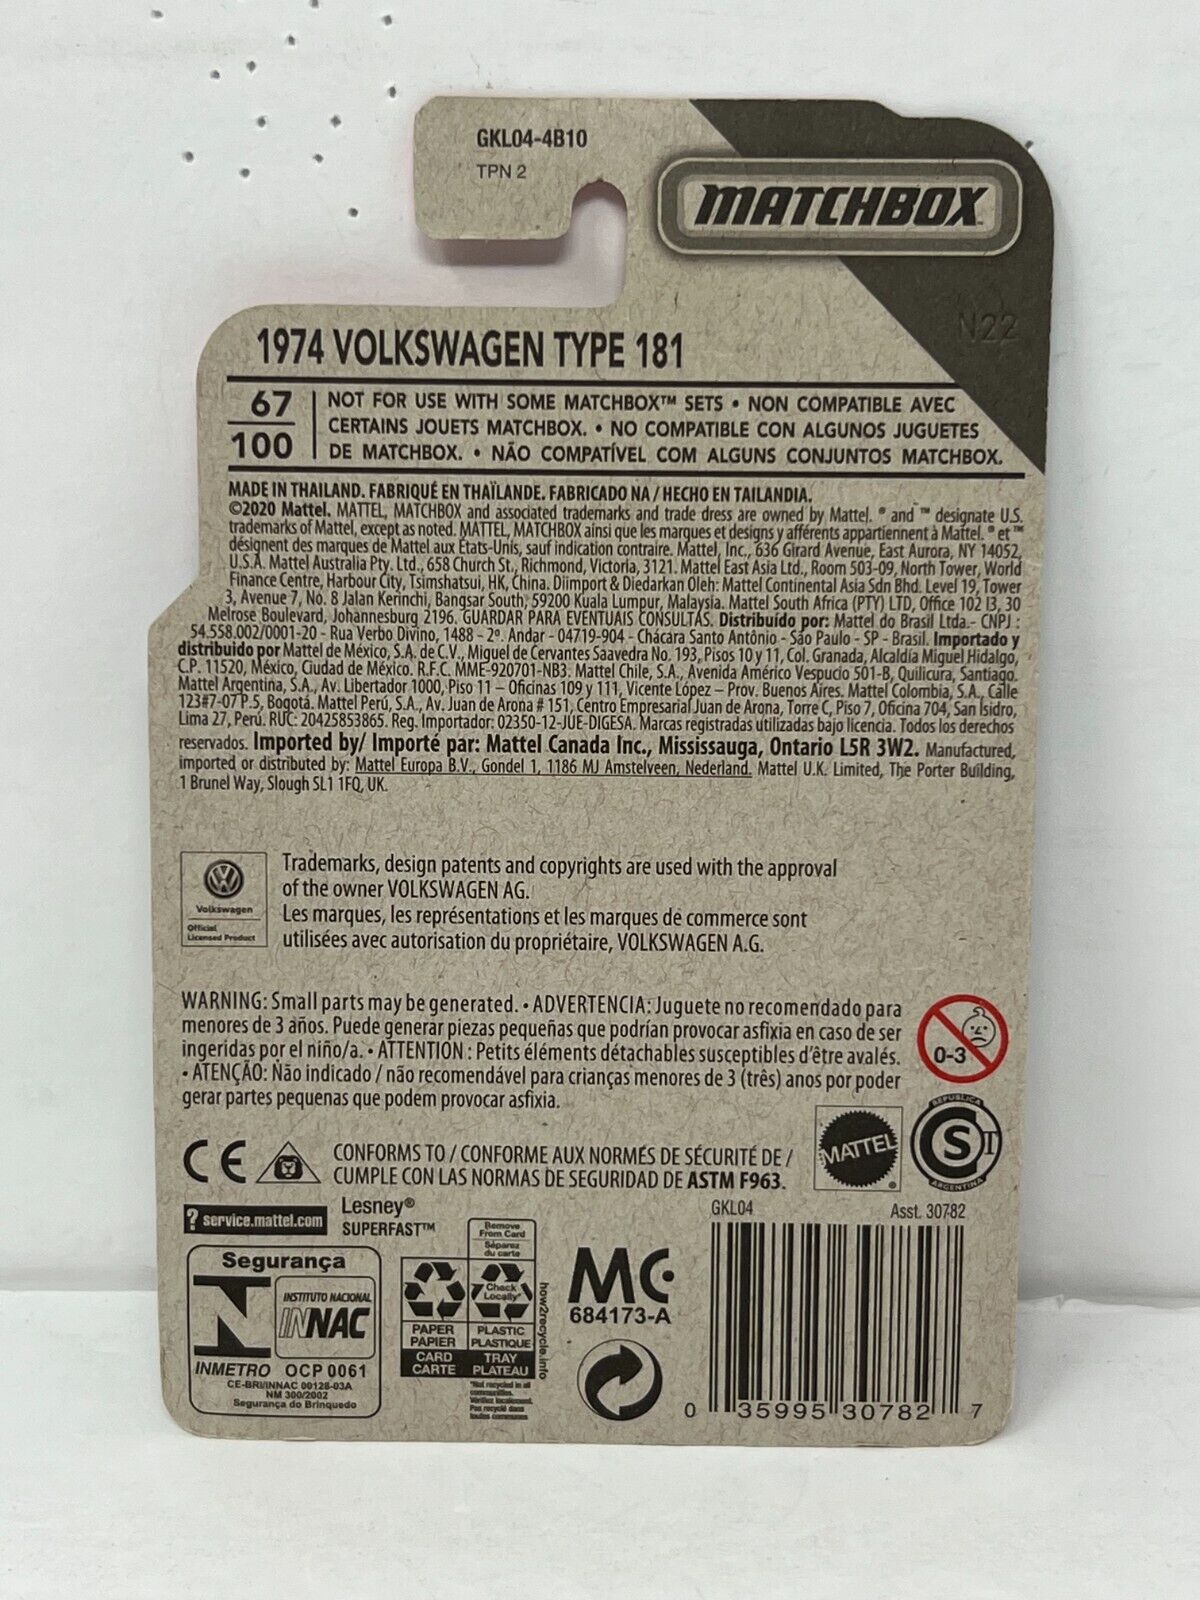 GKL04-4B10
TPN 2
MATCHBOX
N22
1974 VOLKSWAGEN TYPE 181
67
100
NOT FOR USE WITH SOME MATCHBOX™ SETS • NON COMPATIBLE AVEC
CERTAINS JOUETS MATCHBOX. • NO COMPATIBLE CON ALGUNOS JUGUETES
DE MATCHBOX. • NÃO COMPATÍVEL COM ALGUNS CONJUNTOS MATCHBOX.
MADE IN THAILAND. FABRIQUÉ EN THAÏLANDE. FABRICADO NA / HECHO EN TAILANDIA.
©2020 Mattel. MATTEL, MATCHBOX and associated trademarks and trade dress are owned by Mattel. ® and ™ designate U.S.
trademarks of Mattel, except as noted. MATTEL, MATCHBOX ainsi que les marques et designs y afférents appartiennent à Mattel. ® et ™
désignent des marques de Mattel aux États-Unis, sauf indication contraire. Mattel, Inc., 636 Girard Avenue, East Aurora, NY 14052,
U.S.A. Mattel Australia Pty. Ltd., 658 Church St., Richmond, Victoria, 3121. Mattel East Asia Ltd., Room 503-09, North Tower, World
Finance Centre, Harbour City, Tsimshatsui, HK, China. Diimport & Diedarkan Oleh: Mattel Continental Asia Sdn Bhd. Level 19, Tower
3, Avenue 7, No. 8 Jalan Kerinchi, Bangsar South, 59200 Kuala Lumpur, Malaysia. Mattel South Africa (PTY) LTD, Office 102 I3, 30
Melrose Boulevard, Johannesburg 2196. GUARDAR PARA EVENTUAIS CONSULTAS. Distribuído por: Mattel do Brasil Ltda.- CNPJ :
54.558.002/0001-20 - Rua Verbo Divino, 1488 - 2º. Andar - 04719-904 - Chácara Santo Antônio - São Paulo - SP - Brasil. Importado y
distribuido por Mattel de México, S.A. de C.V., Miguel de Cervantes Saavedra No. 193, Pisos 10 y 11, Col. Granada, Alcaldía Miguel Hidalgo,
C.P. 11520, México, Ciudad de México. R.F.C. MME-920701-NB3. Mattel Chile, S.A., Avenida Américo Vespucio 501-B, Quilicura, Santiago.
Mattel Argentina, S.A., Av. Libertador 1000, Piso 11 – Oficinas 109 y 111, Vicente López – Prov. Buenos Aires. Mattel Colombia, S.A., Calle
123#7-07 P.5, Bogotá. Mattel Perú, S.A., Av. Juan de Arona # 151, Centro Empresarial Juan de Arona, Torre C, Piso 7, Oficina 704, San Isidro,
Lima 27, Perú. RUC: 20425853865. Reg. Importador: 02350-12-JUE-DIGESA. Marcas registradas utilizadas bajo licencia. Todos los derechos
reservados. Imported by/ Importé par: Mattel Canada Inc., Mississauga, Ontario L5R 3W2. Manufactured,
imported or distributed by: Mattel Europa B.V., Gondel 1, 1186 MJ Amstelveen, Nederland. Mattel U.K. Limited, The Porter Building,
1 Brunel Way, Slough SL1 1FQ, UK.
Volkswagen
Official
Licensed Product
Trademarks, design patents and copyrights are used with the approval
of the owner VOLKSWAGEN AG.
Les marques, les représentations et les marques de commerce sont
utilisées avec autorisation du propriétaire, VOLKSWAGEN A.G.
WARNING: Small parts may be generated. • ADVERTENCIA: Juguete no recomendado para
menores de 3 años. Puede generar piezas pequeñas que podrían provocar asfixia en caso de ser
ingeridas por el niño/a. • ATTENTION : Petits éléments détachables susceptibles d'être avalés.
• ATENÇÃO: Não indicado / não recomendável para crianças menores de 3 (três) anos por poder
gerar partes pequenas que podem provocar asfixia.
0-3
CE
CONFORMS TO / CONFORME AUX NORMES DE SÉCURITÉ DE /
CUMPLE CON LAS NORMAS DE SEGURIDAD DE ASTM F963.
MATTEL®
REPUBLICA
S T
ARGENTINA
? service.mattel.com
Lesney®
SUPERFAST™
GKL04
Asst. 30782
Segurança
INSTITUTO NACIONAL
INNAC
INMETRO OCP 0061
CE-BRI/INNAC 00128-03A
NM 300/2002
Segurança do Brinquedo
Remove
From Card
Séparez
du carte
Check
Locally*
PAPER
PAPIER
CARD
CARTE
PLASTIC
PLASTIQUE
TRAY
PLATEAU
*Not recycled in all
communities.
Vérifiez localement.
Pas recyclé dans
toutes communes
how2recycle.info
MC
684173-A
0 35995 30782 7